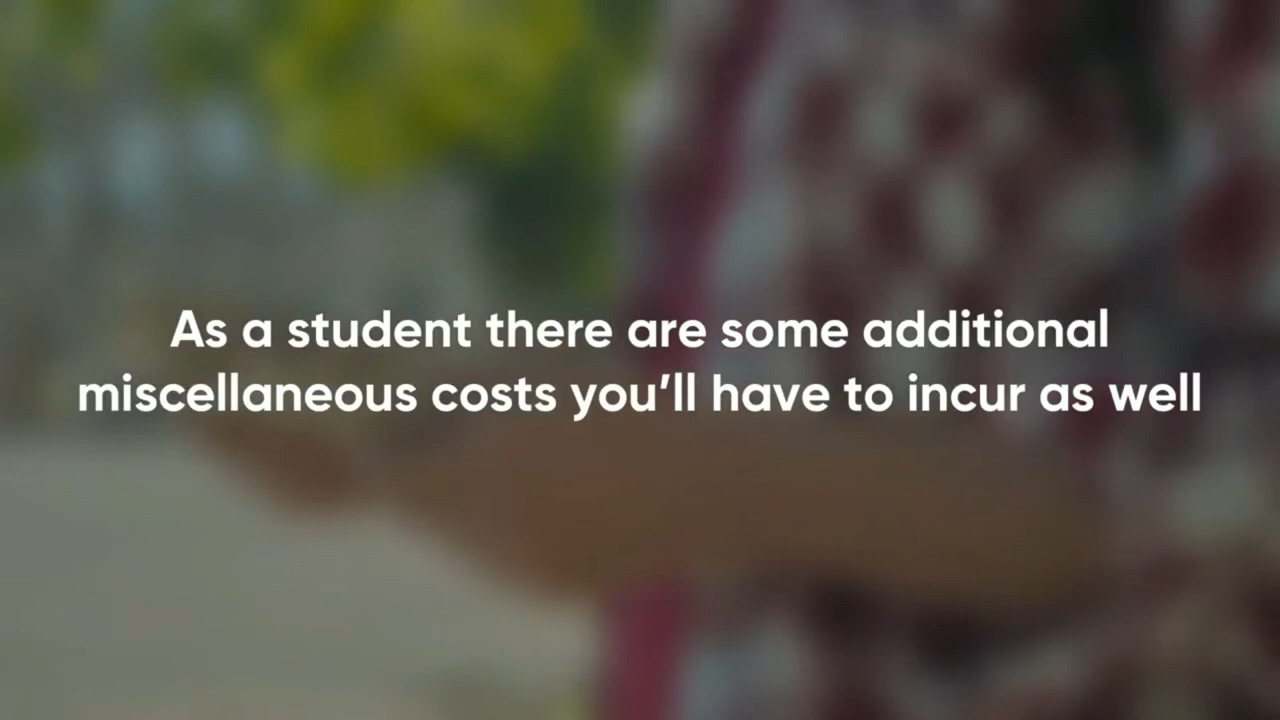 As a student there are some additional
miscellaneous costs you’ll have to incur as well